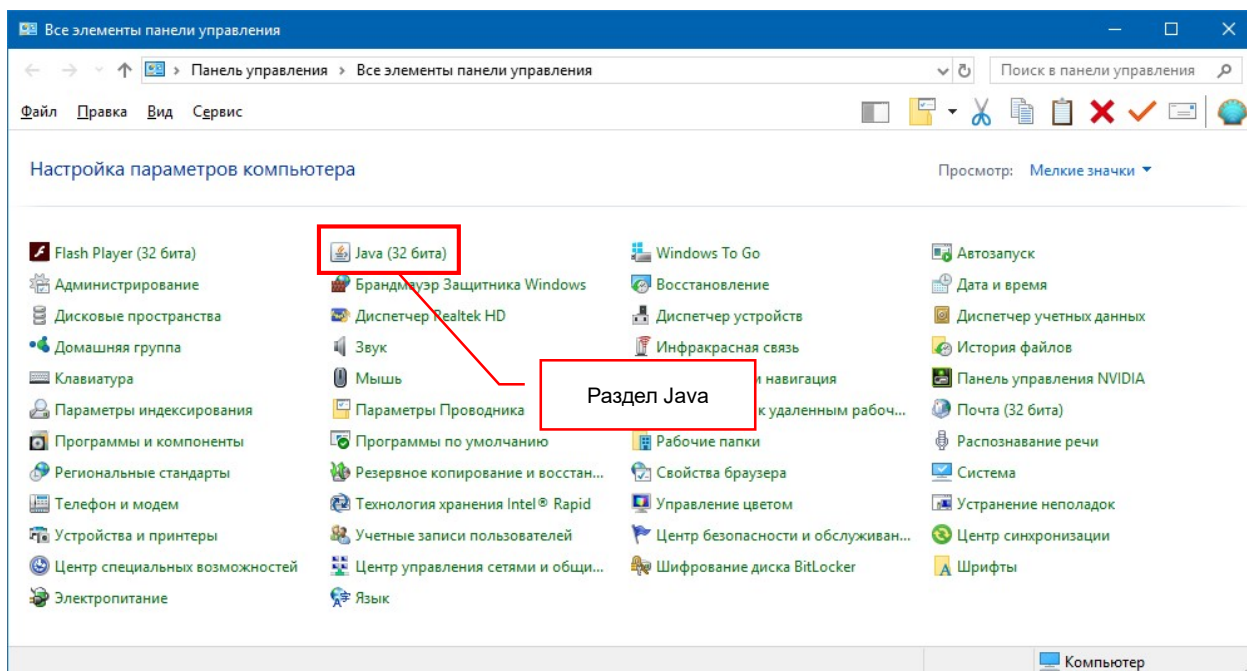 Все элементы панели управления
Панель управления > Все элементы панели управления
Поиск в панели управления
Файл Правка Вид Сервис
Настройка параметров компьютера
Просмотр: Мелкие значки
Flash Player (32 бита)
Java (32 бита)
Windows To Go
Автозапуск
Администрирование
Брандмауэр Защитника Windows
Восстановление
Дата и время
Дисковые пространства
Диспетчер Realtek HD
Диспетчер устройств
Диспетчер учетных данных
Домашняя группа
Звук
Инфракрасная связь
История файлов
Клавиатура
Мышь
и навигация
Панель управления NVIDIA
Раздел Java
Параметры индексирования
Параметры Проводника
к удаленным рабоч...
Почта (32 бита)
Программы и компоненты
Программы по умолчанию
Рабочие папки
Распознавание речи
Региональные стандарты
Резервное копирование и восстан...
Свойства браузера
Система
Телефон и модем
Технология хранения Intel® Rapid
Управление цветом
Устранение неполадок
Устройства и принтеры
Учетные записи пользователей
Центр безопасности и обслуживан...
Центр синхронизации
Центр специальных возможностей
Центр управления сетями и общи...
Шифрование диска BitLocker
Шрифты
Электропитание
Язык
Компьютер